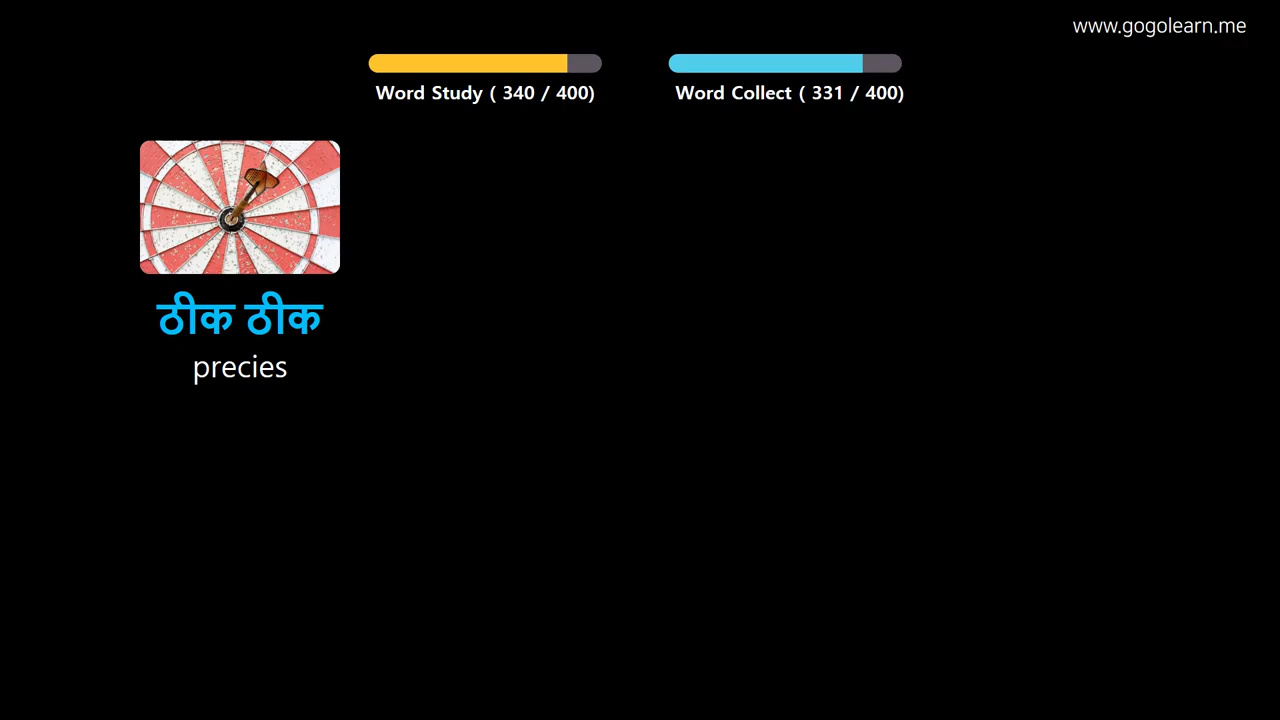 www.gogolearn.me
Word Study ( 340 / 400)
Word Collect ( 331 / 400)
ठीक ठीक
precies